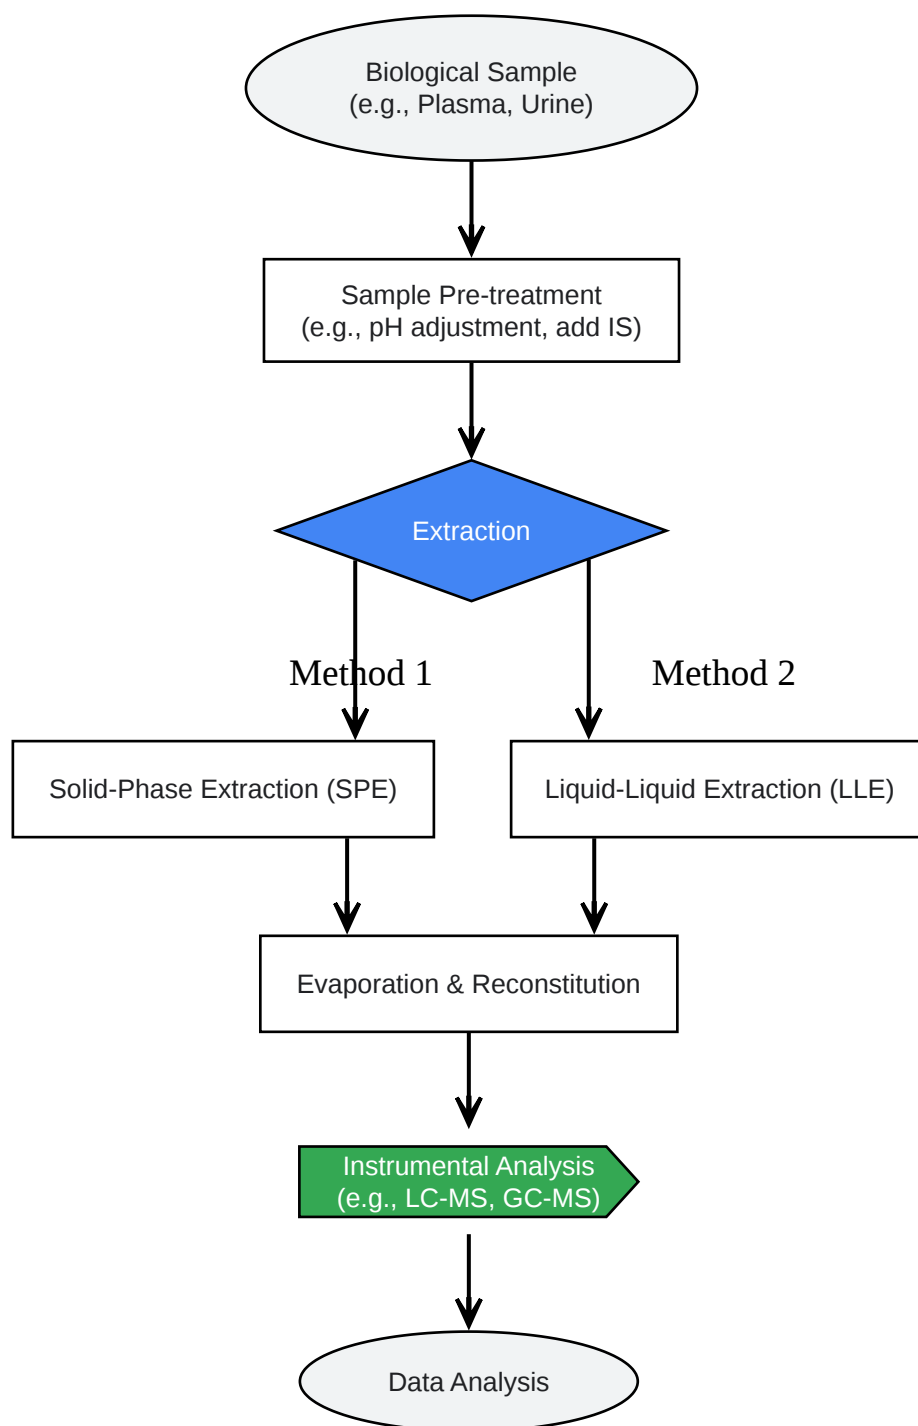 Biological Sample
(e.g., Plasma, Urine)
Sample Pre-treatment
(e.g., pH adjustment, add IS)
Extraction
Method 1
Method 2
Solid-Phase Extraction (SPE)
Liquid-Liquid Extraction (LLE)
Evaporation & Reconstitution
Instrumental Analysis
(e.g., LC-MS, GC-MS)
Data Analysis